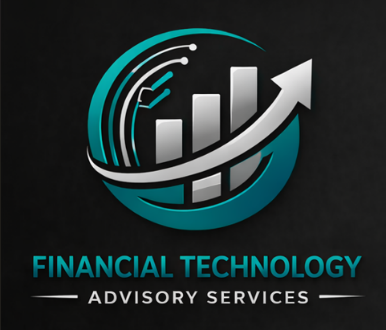 FINANCIAL TECHNOLOGY
ADVISORY SERVICES